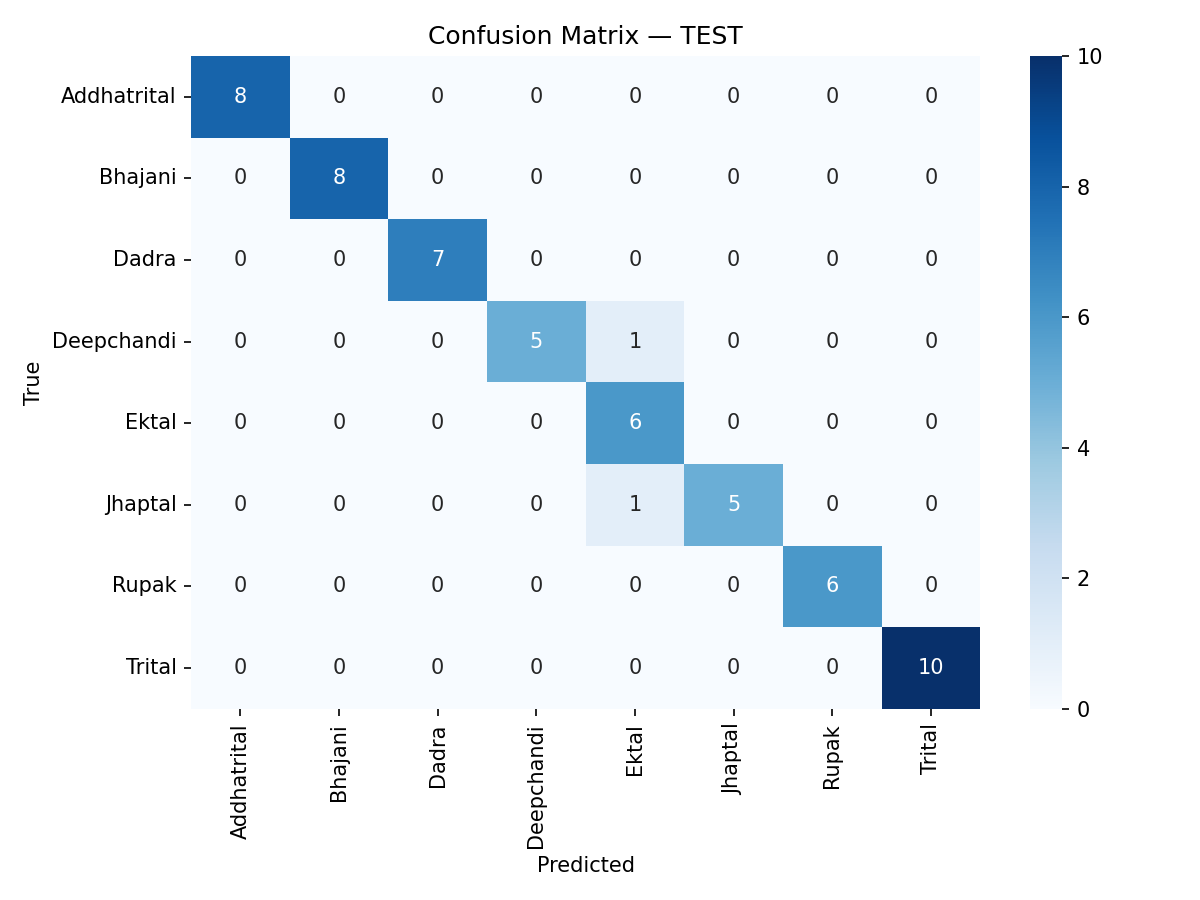 Confusion Matrix — TEST
Addhatrital 8 0 0 0 0 0 0 0
Bhajani 0 8 0 0 0 0 0 0
Dadra 0 0 7 0 0 0 0 0
Deepchandi 0 0 0 5 1 0 0 0
Ektal 0 0 0 0 6 0 0 0
Jhaptal 0 0 0 0 1 5 0 0
Rupak 0 0 0 0 0 0 6 0
Trital 0 0 0 0 0 0 0 10
True
Addhatrital Bhajani Dadra Deepchandi Ektal Jhaptal Rupak Trital
Predicted
10
8
6
4
2
0